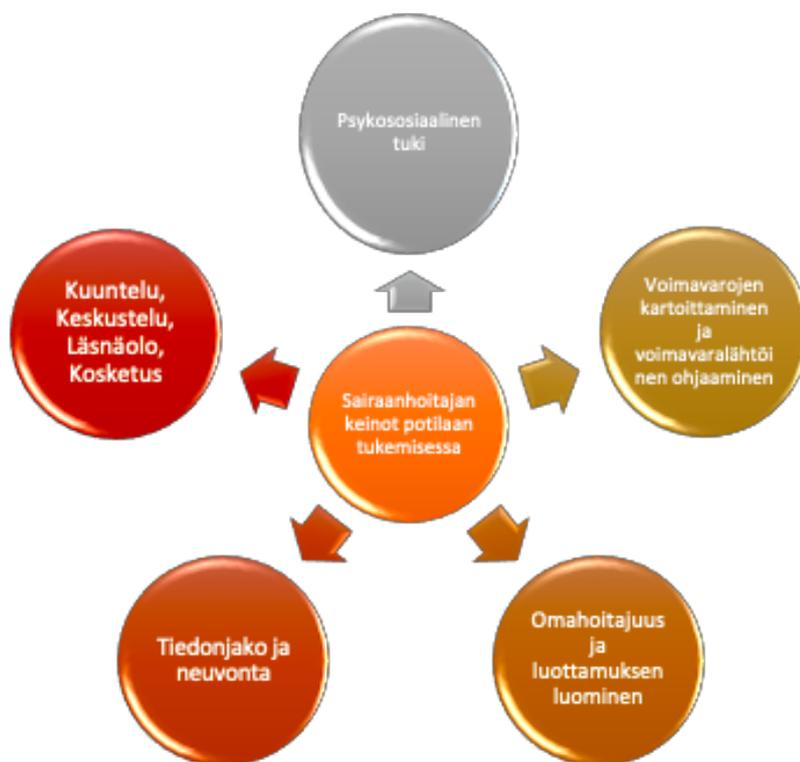 Psykososiaalinen
tuki
Voimavarojen
kartoittaminen
ja
voimavaralähtöi
nen ohjaaminen
Omahoitajuus
ja
luottamuksen
luominen
Tiedonjako ja
neuvonta
Kuuntelu,
Keskustelu,
Läsnäolo,
Kosketus
Sairaanhoitajan
keinot potilaan
tukemisessa